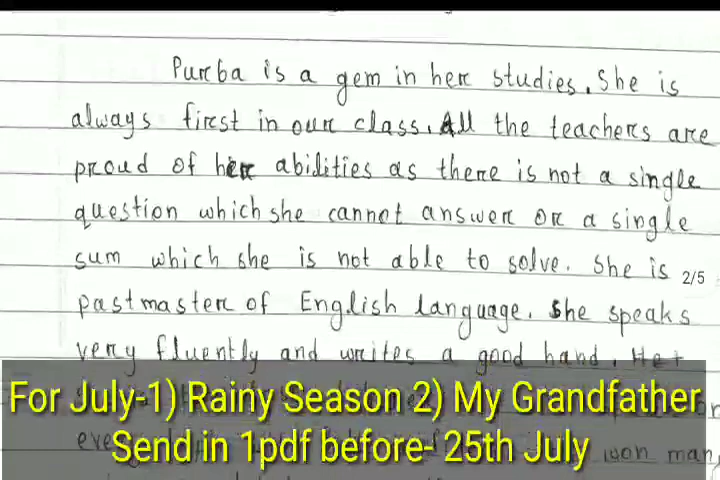 Purba is a gem in her studies. She is
always first in our class. All the teachers are
proud of her abilities as there is not a single
question which she cannot answer or a single
sum which she is not able to solve. She is
2/5
pastmaster of English language. She speaks
very fluently and writes a good hand. Her
For July-1) Rainy Season 2) My Grandfather
Send in 1pdf before- 25th July
won man,